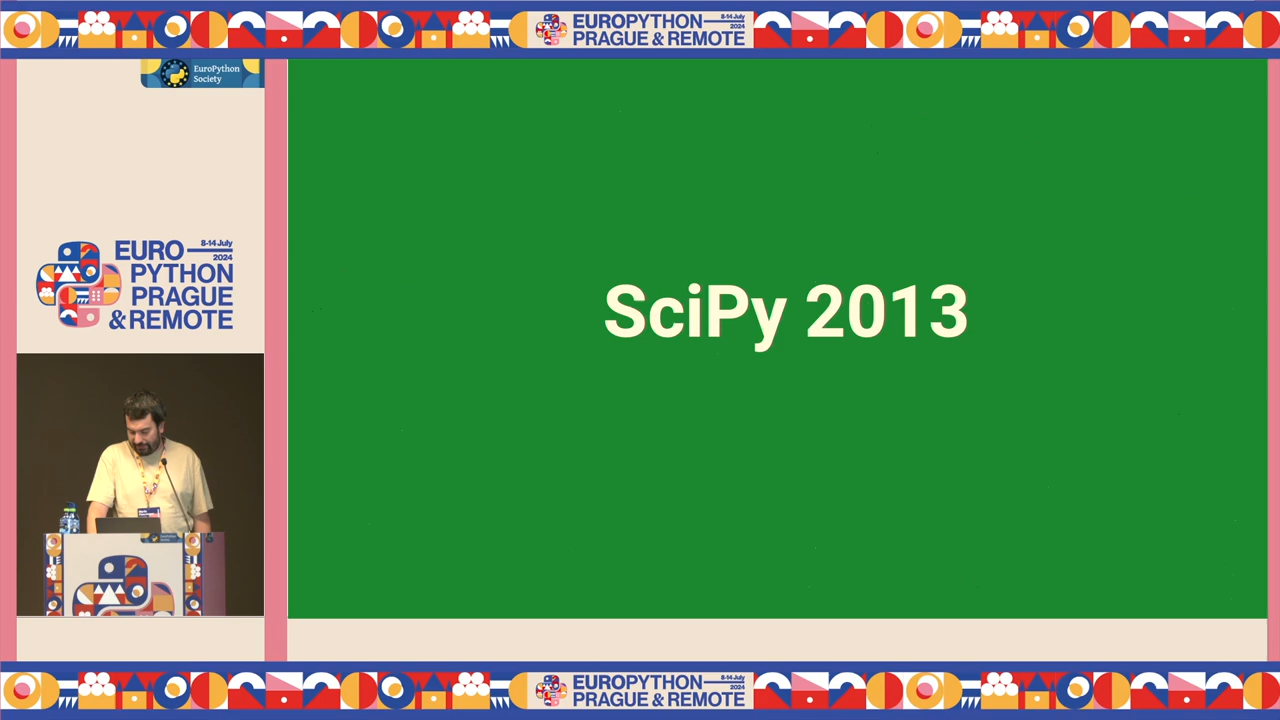 EUROPYTHON
8-14 July
2024
PRAGUE & REMOTE
EuroPython
Society
EURO
8-14 July
2024
PYTHON
PRAGUE
& REMOTE
SciPy 2013
EUROPYTHON
8-14 July
2024
PRAGUE & REMOTE